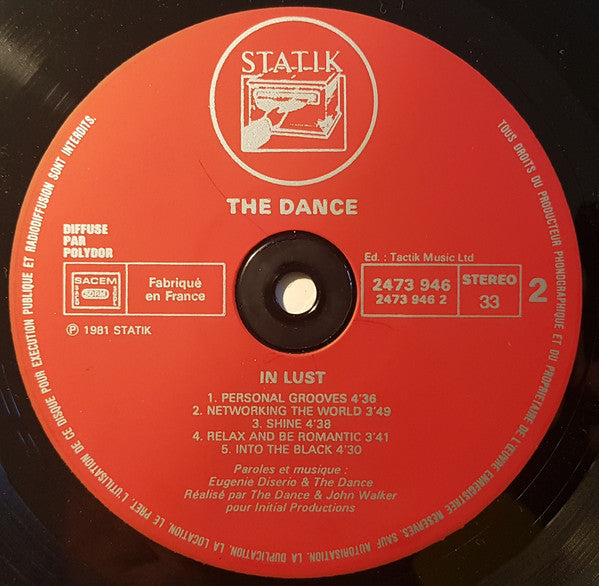 STATIK
THE DANCE
DIFFUSE
PAR
POLYDOR
SACEM
SDRM
Fabriqué
en France
℗ 1981 STATIK
Ed. : Tactik Music Ltd
2473 946
2473 946 2
STEREO
33
2
IN LUST
1. PERSONAL GROOVES 4'36
2. NETWORKING THE WORLD 3'49
3. SHINE 4'38
4. RELAX AND BE ROMANTIC 3'41
5. INTO THE BLACK 4'30
Paroles et musique :
Eugenie Diserio & The Dance
Réalisé par The Dance & John Walker
pour Initial Productions
TOUS DROITS DU PRODUCTEUR PHONOGRAPHIQUE ET DU PROPRIETAIRE DE L'ŒUVRE ENREGISTREE RESERVES. SAUF AUTORISATION, LA DUPLICATION, LA LOCATION, LE PRET, L'UTILISATION DE CE DISQUE POUR EXECUTION PUBLIQUE ET RADIODIFFUSION SONT INTERDITS.